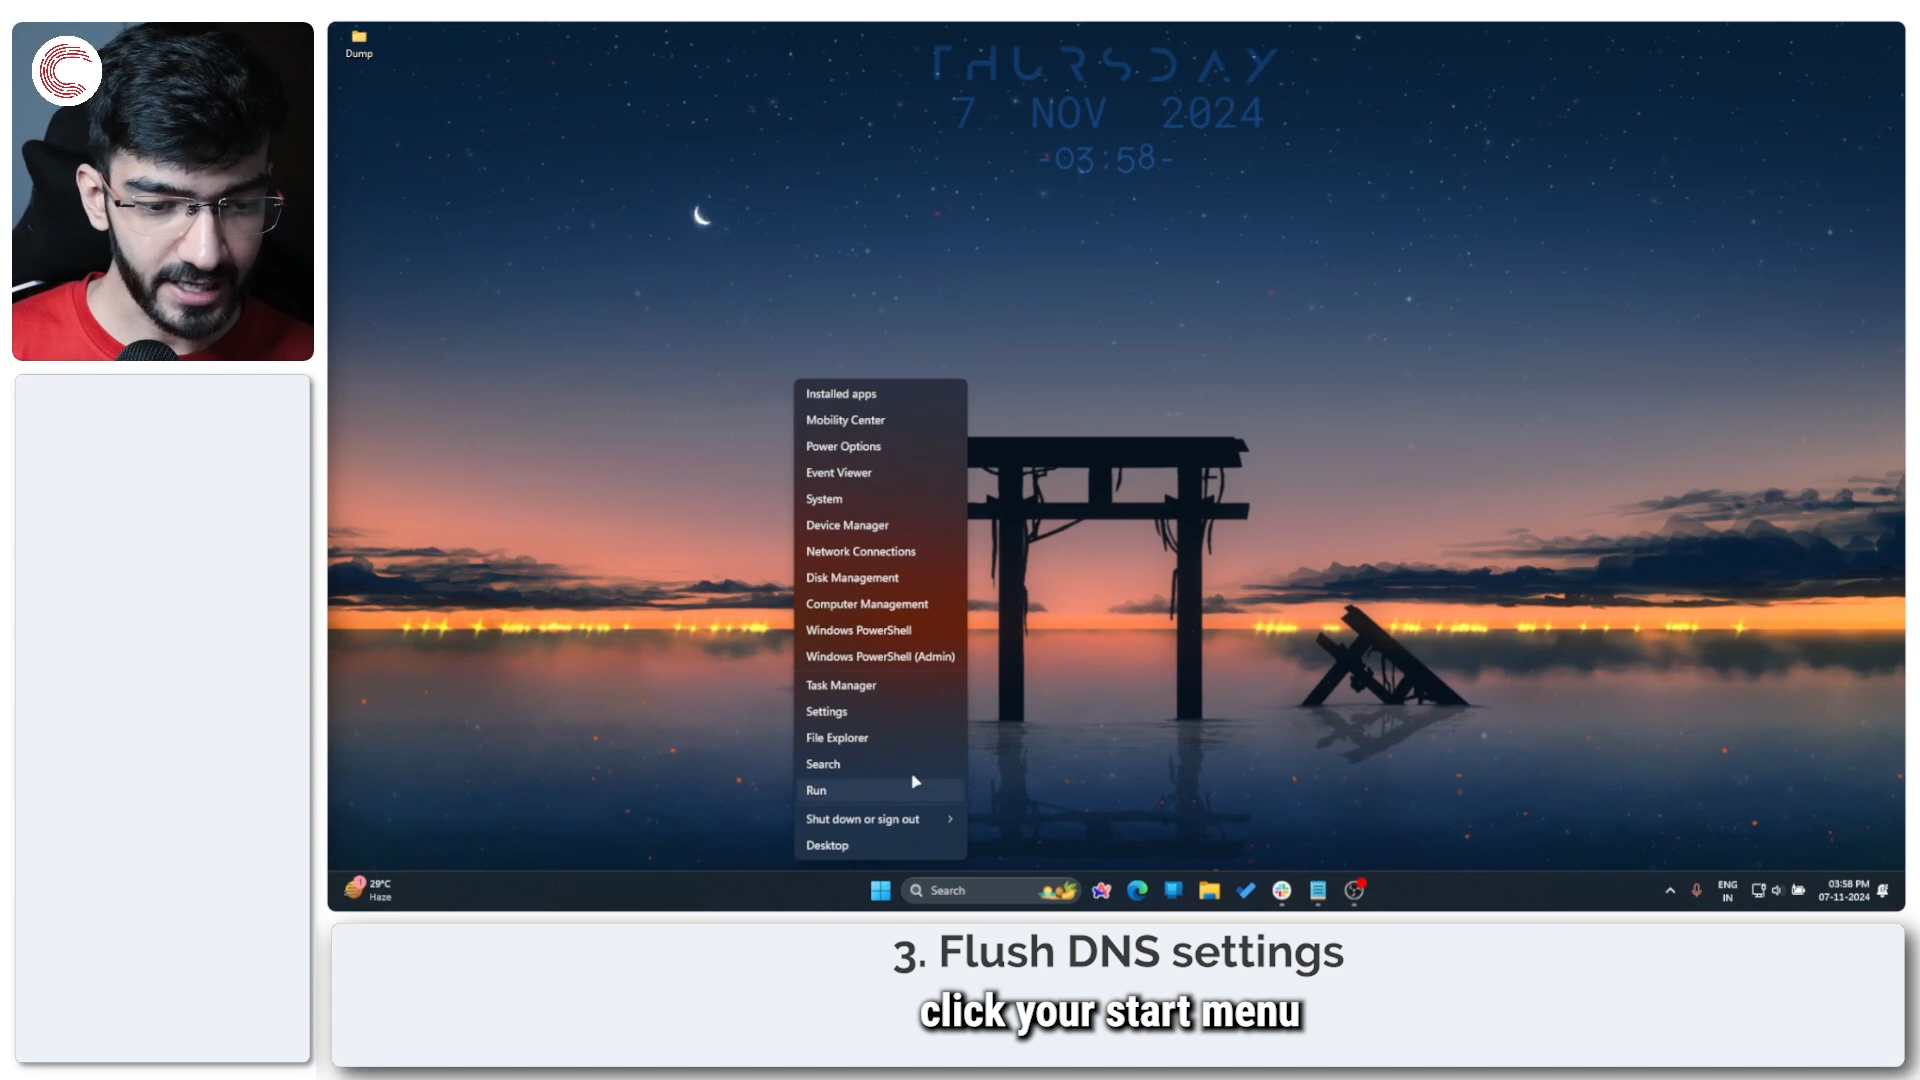 Dump
THURSDAY
7 NOV 2024
-03:58-
Installed apps
Mobility Center
Power Options
Event Viewer
System
Device Manager
Network Connections
Disk Management
Computer Management
Windows PowerShell
Windows PowerShell (Admin)
Task Manager
Settings
File Explorer
Search
Run
Shut down or sign out
Desktop
1
29°C
Haze
Search
ENG
IN
03:58 PM
07-11-2024
3. Flush DNS settings
click your start menu